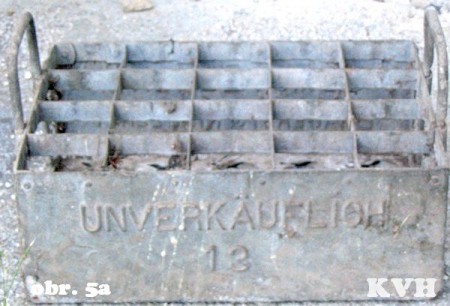 UNVERKÄUFLICH
13
obr. 5a
KVH